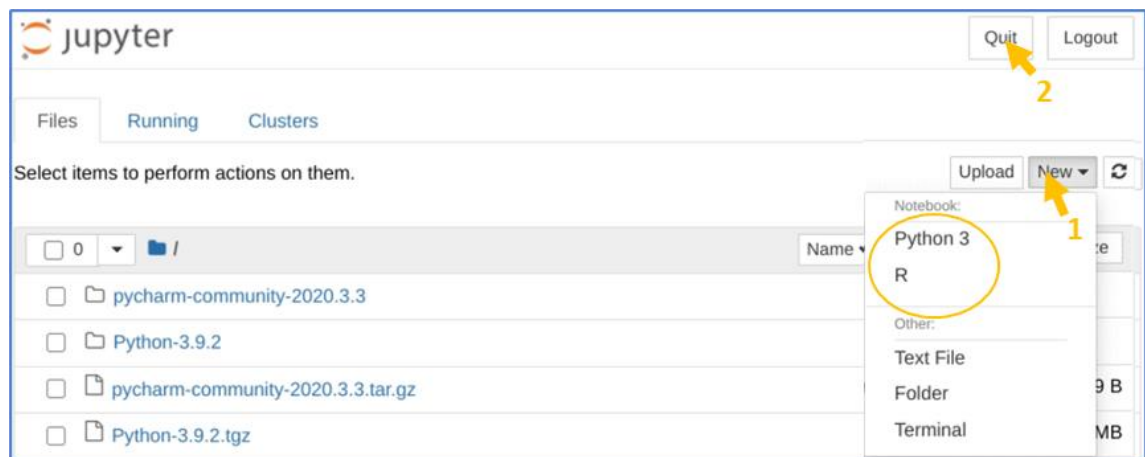 jupyter
Quit Logout
2
Files Running Clusters
Select items to perform actions on them.
Upload New
1
Notebook:
Python 3
R
Other:
Text File
Folder
Terminal
0 / Name
pycharm-community-2020.3.3
Python-3.9.2
pycharm-community-2020.3.3.tar.gz 9 B
Python-3.9.2.tgz MB